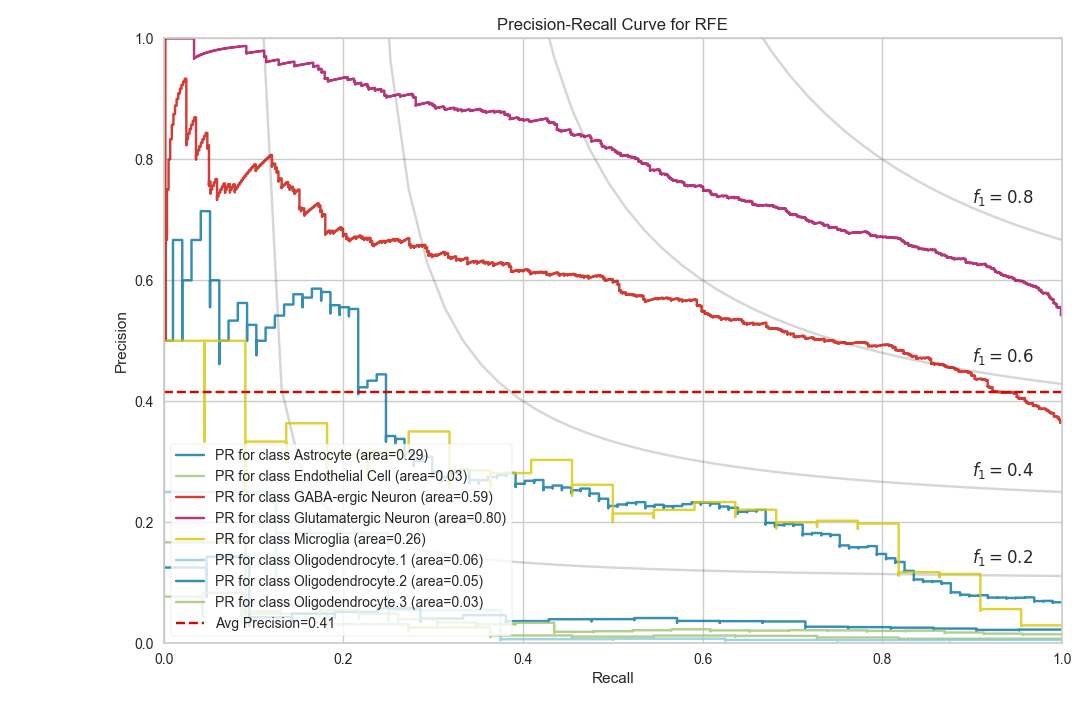 Precision-Recall Curve for RFE
1.0
0.8
0.6
0.4
0.2
0.0
Precision
f1 = 0.8
f1 = 0.6
f1 = 0.4
f1 = 0.2
PR for class Astrocyte (area=0.29)
PR for class Endothelial Cell (area=0.03)
PR for class GABA-ergic Neuron (area=0.59)
PR for class Glutamatergic Neuron (area=0.80)
PR for class Microglia (area=0.26)
PR for class Oligodendrocyte.1 (area=0.06)
PR for class Oligodendrocyte.2 (area=0.05)
PR for class Oligodendrocyte.3 (area=0.03)
Avg Precision=0.41
0.0 0.2 0.4 0.6 0.8 1.0
Recall